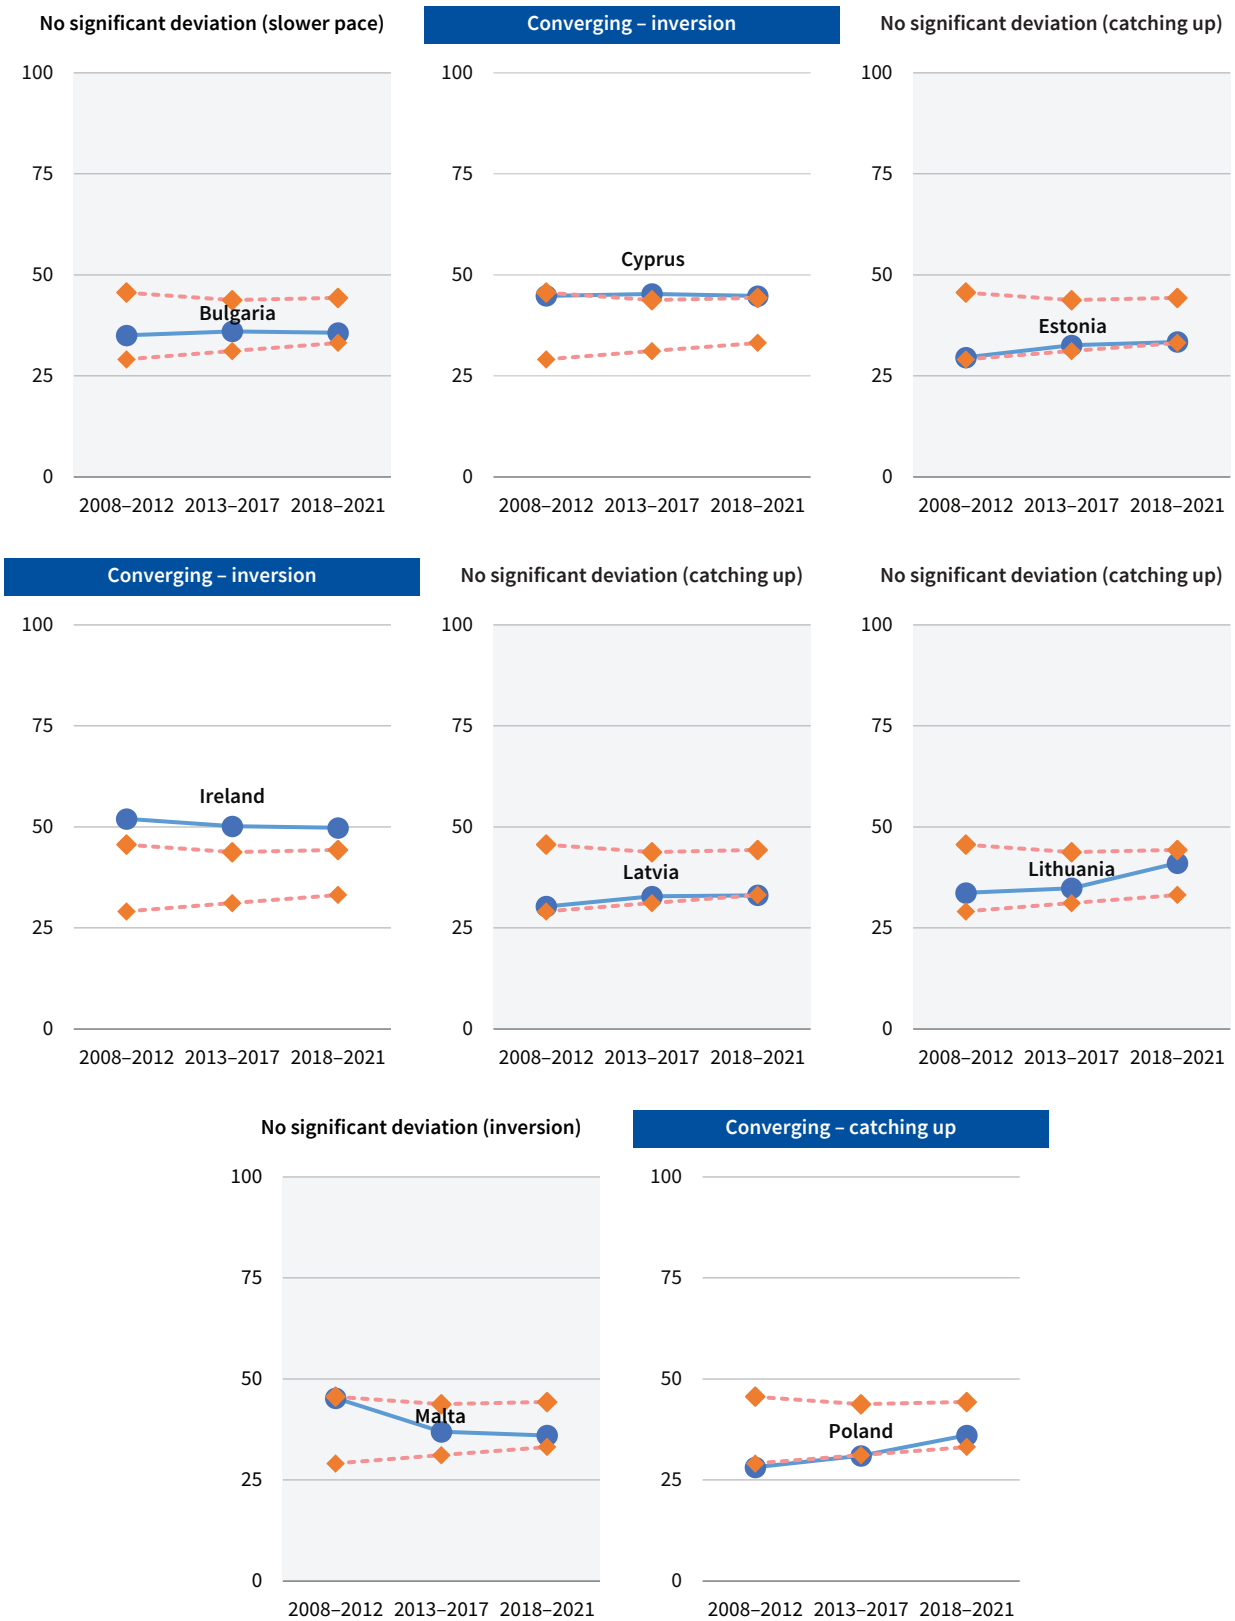 No significant deviation (slower pace)
Converging – inversion
No significant deviation (catching up)
100
75
50
25
0
Bulgaria
2008–2012 2013–2017 2018–2021
100
75
50
25
0
Cyprus
2008–2012 2013–2017 2018–2021
100
75
50
25
0
Estonia
2008–2012 2013–2017 2018–2021
Converging – inversion
No significant deviation (catching up)
No significant deviation (catching up)
100
75
50
25
0
Ireland
2008–2012 2013–2017 2018–2021
100
75
50
25
0
Latvia
2008–2012 2013–2017 2018–2021
100
75
50
25
0
Lithuania
2008–2012 2013–2017 2018–2021
No significant deviation (inversion)
Converging – catching up
100
75
50
25
0
Malta
2008–2012 2013–2017 2018–2021
100
75
50
25
0
Poland
2008–2012 2013–2017 2018–2021